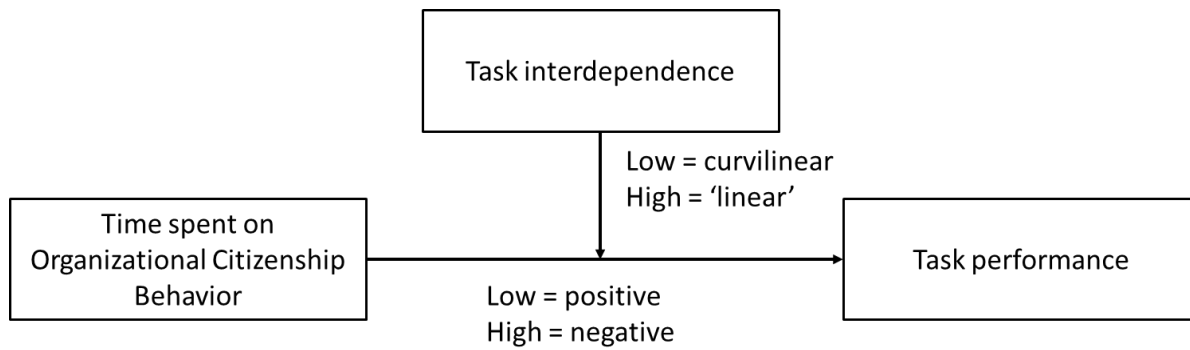 Task interdependence
Low = curvilinear
High = ‘linear’
Time spent on
Organizational Citizenship
Behavior
Task performance
Low = positive
High = negative